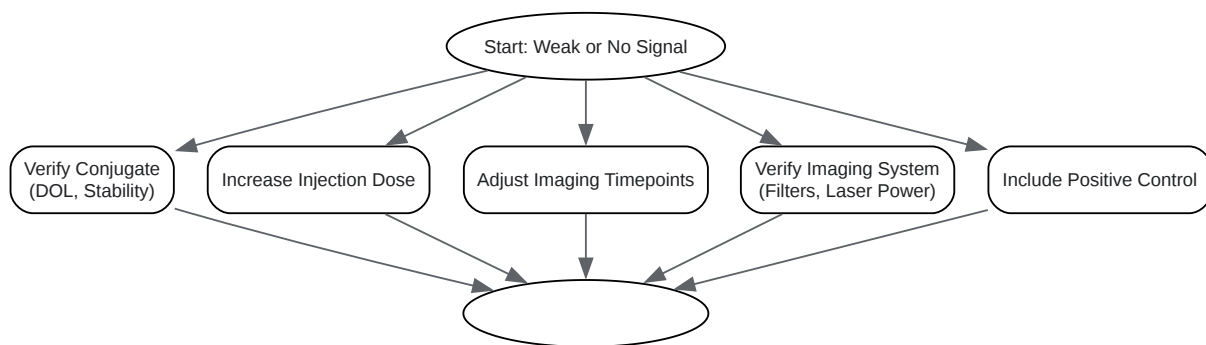 Start: Weak or No Signal
Verify Conjugate
(DOL, Stability)
Increase Injection Dose
Adjust Imaging Timepoints
Verify Imaging System
(Filters, Laser Power)
Include Positive Control